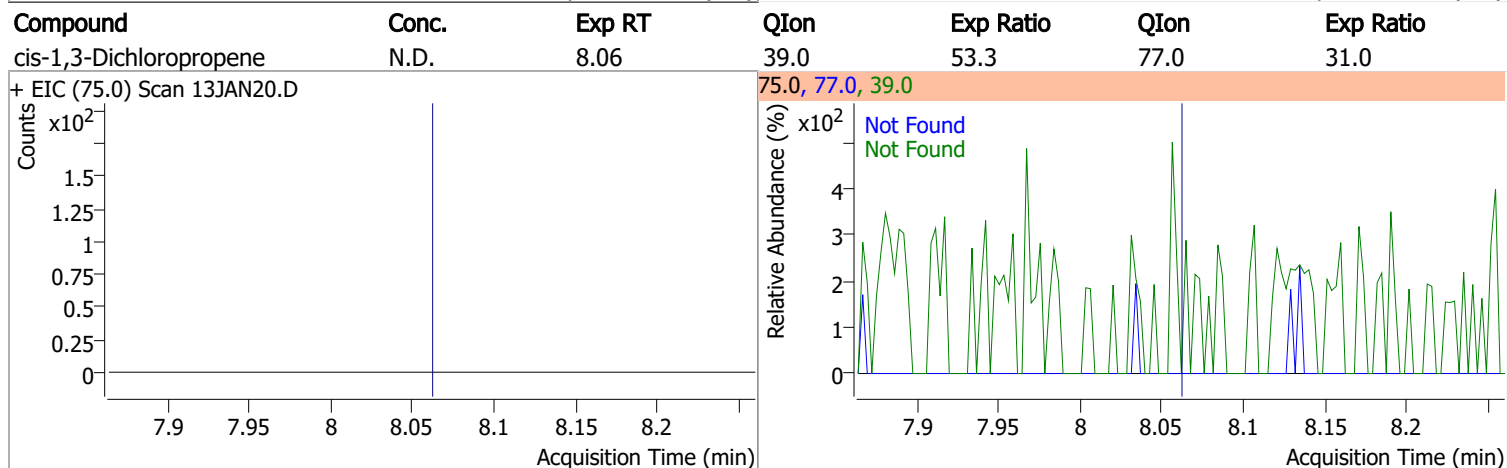 Compound Conc. Exp RT QIon Exp Ratio QIon Exp Ratio
cis-1,3-Dichloropropene N.D. 8.06 39.0 53.3 77.0 31.0
+ EIC (75.0) Scan 13JAN20.D
Counts
x10²
1.5
1.25
1
0.75
0.5
0.25
0
7.9 7.95 8 8.05 8.1 8.15 8.2
Acquisition Time (min)
75.0, 77.0, 39.0
Relative Abundance (%)
x10²
Not Found
Not Found
4
3
2
1
0
7.9 7.95 8 8.05 8.1 8.15 8.2
Acquisition Time (min)